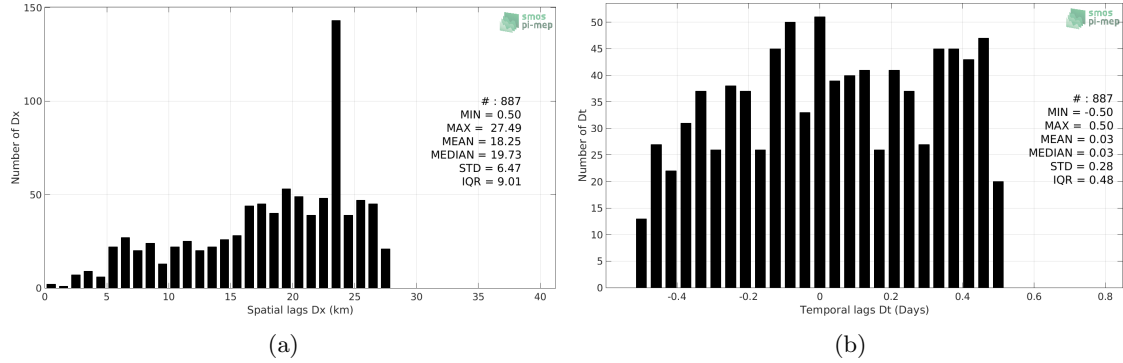 150
100
50
0
Number of Dx
0 5 10 15 20 25 30 35 40
Spatial lags Dx (km)
smos
pi-mep
# : 887
MIN = 0.50
MAX = 27.49
MEAN = 18.25
MEDIAN = 19.73
STD = 6.47
IQR = 9.01
(a)
50
45
40
35
30
25
20
15
10
5
0
Number of Dt
-0.4 -0.2 0 0.2 0.4 0.6 0.8
Temporal lags Dt (Days)
smos
pi-mep
# : 887
MIN = -0.50
MAX = 0.50
MEAN = 0.03
MEDIAN = 0.03
STD = 0.28
IQR = 0.48
(b)